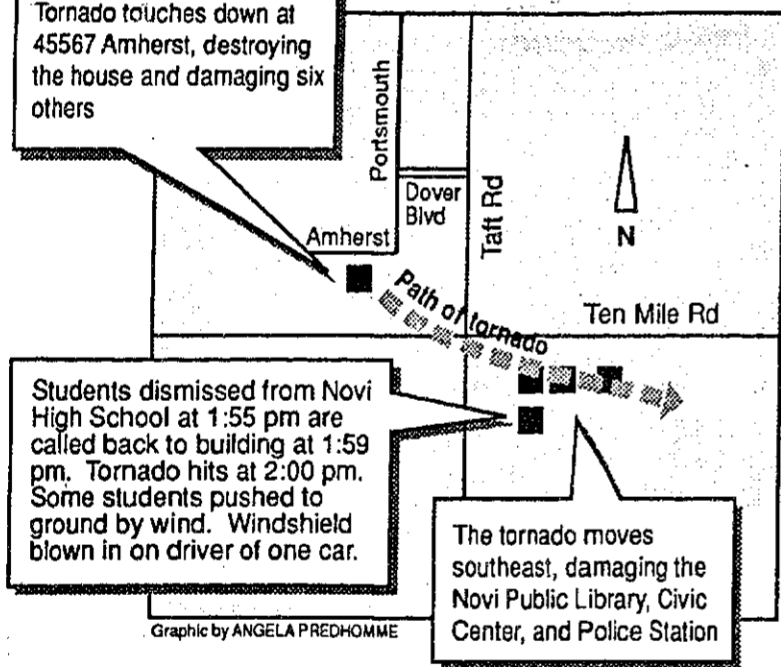 Tornado touches down at
45567 Amherst, destroying
the house and damaging six
others
Portsmouth
Dover
Blvd
Taft Rd
Amherst
N
Path of tornado
Ten Mile Rd
Students dismissed from Novi
High School at 1:55 pm are
called back to building at 1:59
pm. Tornado hits at 2:00 pm.
Some students pushed to
ground by wind. Windshield
blown in on driver of one car.
The tornado moves
southeast, damaging the
Novi Public Library, Civic
Center, and Police Station
Graphic by ANGELA PREDHOMME